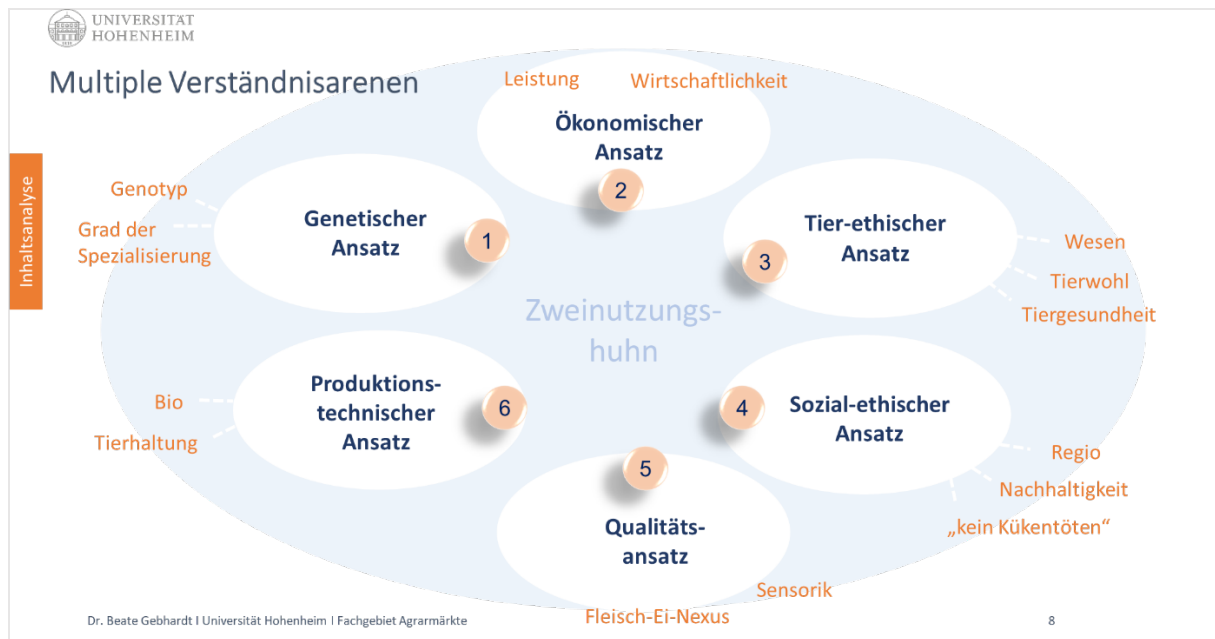 UNIVERSITÄT
HOHENHEIM
Multiple Verständnisarenen
Inhaltsanalyse
Leistung
Wirtschaftlichkeit
Ökonomischer
Ansatz
2
Genotyp
Grad der
Spezialisierung
Genetischer
Ansatz
1
Tier-ethischer
Ansatz
3
Wesen
Tierwohl
Tiergesundheit
Zweinutzungs-
huhn
Bio
Tierhaltung
Produktions-
technischer
Ansatz
6
4
Sozial-ethischer
Ansatz
Regio
Nachhaltigkeit
„kein Kükentöten“
5
Qualitäts-
ansatz
Sensorik
Fleisch-Ei-Nexus
Dr. Beate Gebhardt I Universität Hohenheim I Fachgebiet Agrarmärkte
8